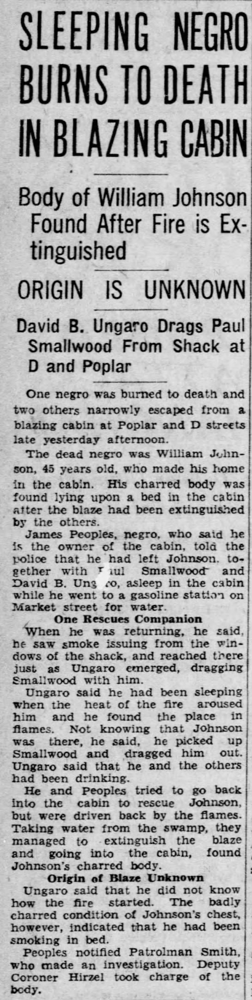 SLEEPING NEGRO
BURNS TO DEATH
IN BLAZING CABIN
Body of William Johnson
Found After Fire is Ex-
tinguished
ORIGIN IS UNKNOWN
David B. Ungaro Drags Paul
Smallwood From Shack at
D and Poplar
One negro was burned to death and
two others narrowly escaped from a
blazing cabin at Poplar and D streets
late yesterday afternoon.
The dead negro was William John-
son, 45 years old, who made his home
in the cabin. His charred body was
found lying upon a bed in the cabin
after the blaze had been extinguished
by the others.
James Peoples, negro, who said he
is the owner of the cabin, told the
police that he had left Johnson, to-
gether with Paul Smallwood and
David B. Ungaro, asleep in the cabin
while he went to a gasoline station on
Market street for water.
One Rescues Companion
When he was returning, he said,
he saw smoke issuing from the win-
dows of the shack, and reached there
just as Ungaro emerged, dragging
Smallwood with him.
Ungaro said he had been sleeping
when the heat of the fire aroused
him and he found the place in
flames. Not knowing that Johnson
was there, he said, he picked up
Smallwood and dragged him out.
Ungaro said that he and the others
had been drinking.
He and Peoples tried to go back
into the cabin to rescue Johnson,
but were driven back by the flames.
Taking water from the swamp, they
managed to extinguish the blaze
and going into the cabin, found
Johnson's charred body.
Origin of Blaze Unknown
Ungaro said that he did not know
how the fire started. The badly
charred condition of Johnson's chest,
however, indicated that he had been
smoking in bed.
Peoples notified Patrolman Smith,
who made an investigation. Deputy
Coroner Hirzel took charge of the
body.